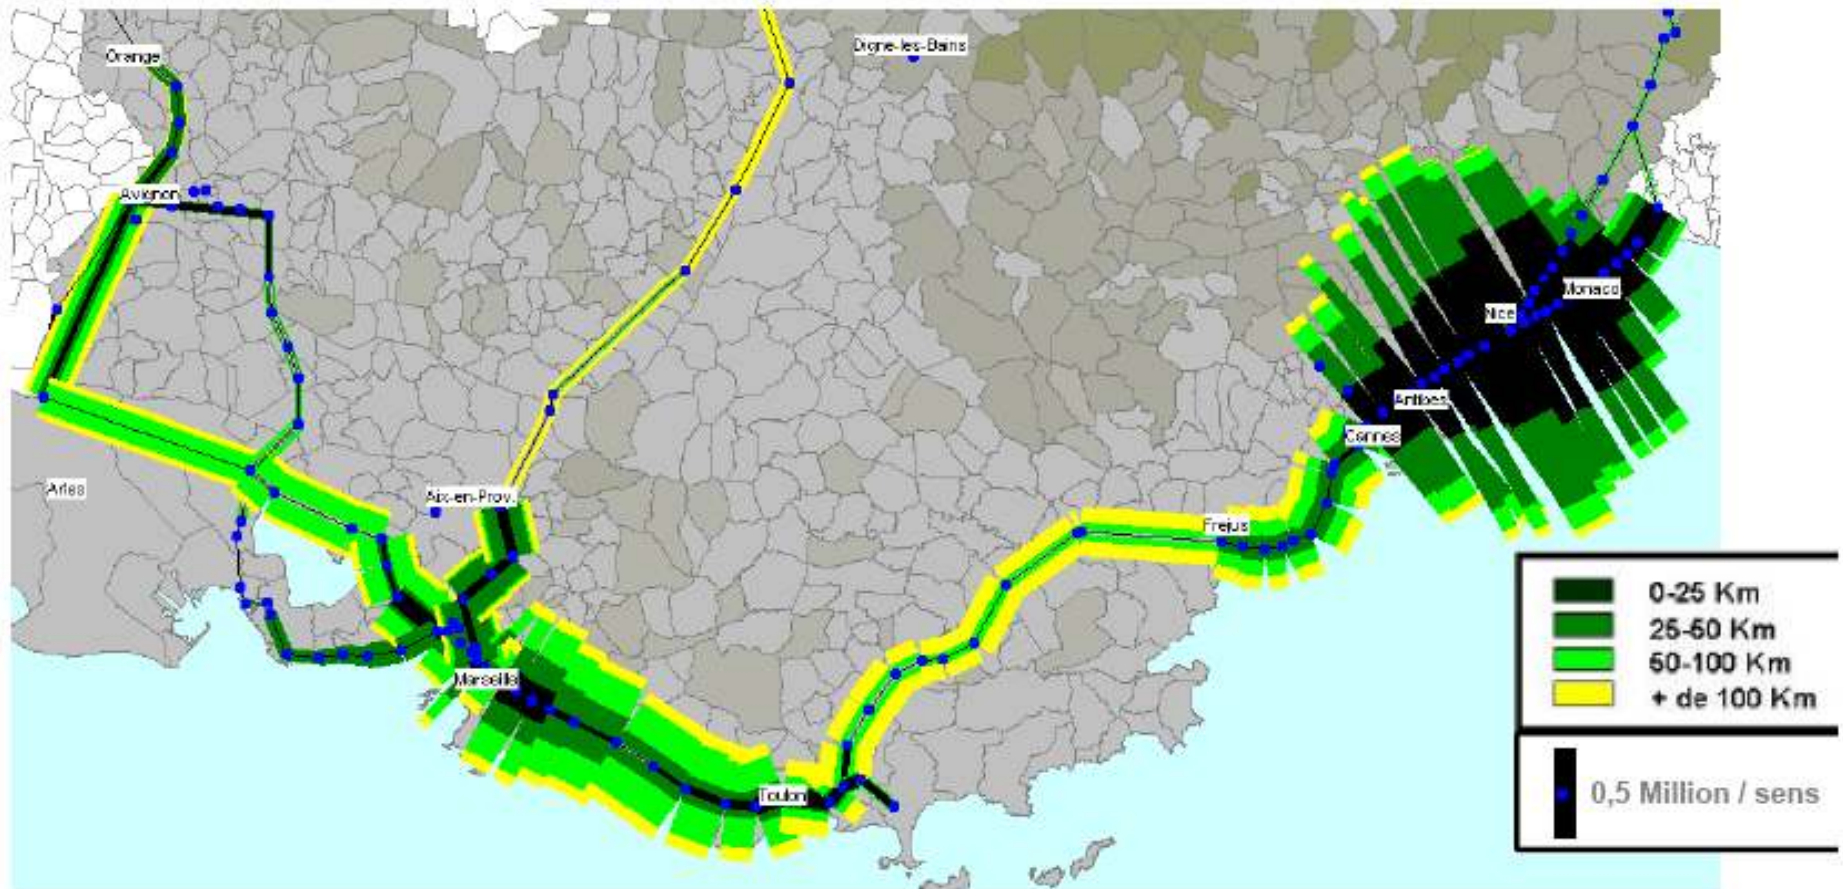 Orange
Digne-les-Bains
Avignon
Monaco
Nice
Antibes
Cannes
Arles
Aix-en-Prov.
Frejus
Marseille
Toulon
0-25 Km
25-50 Km
50-100 Km
+ de 100 Km
0,5 Million / sens